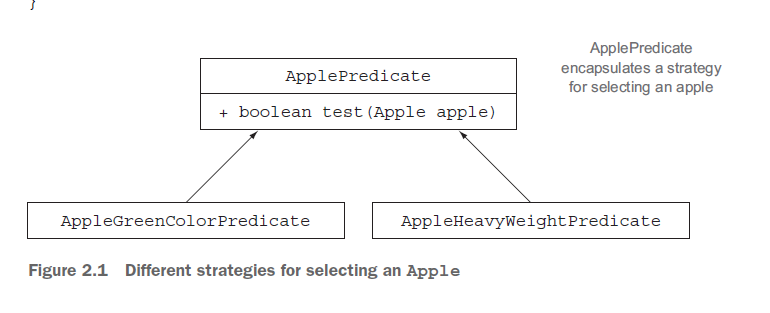 }
ApplePredicate
+ boolean test(Apple apple)
ApplePredicate
encapsulates a strategy
for selecting an apple
AppleGreenColorPredicate
AppleHeavyWeightPredicate
Figure 2.1 Different strategies for selecting an Apple